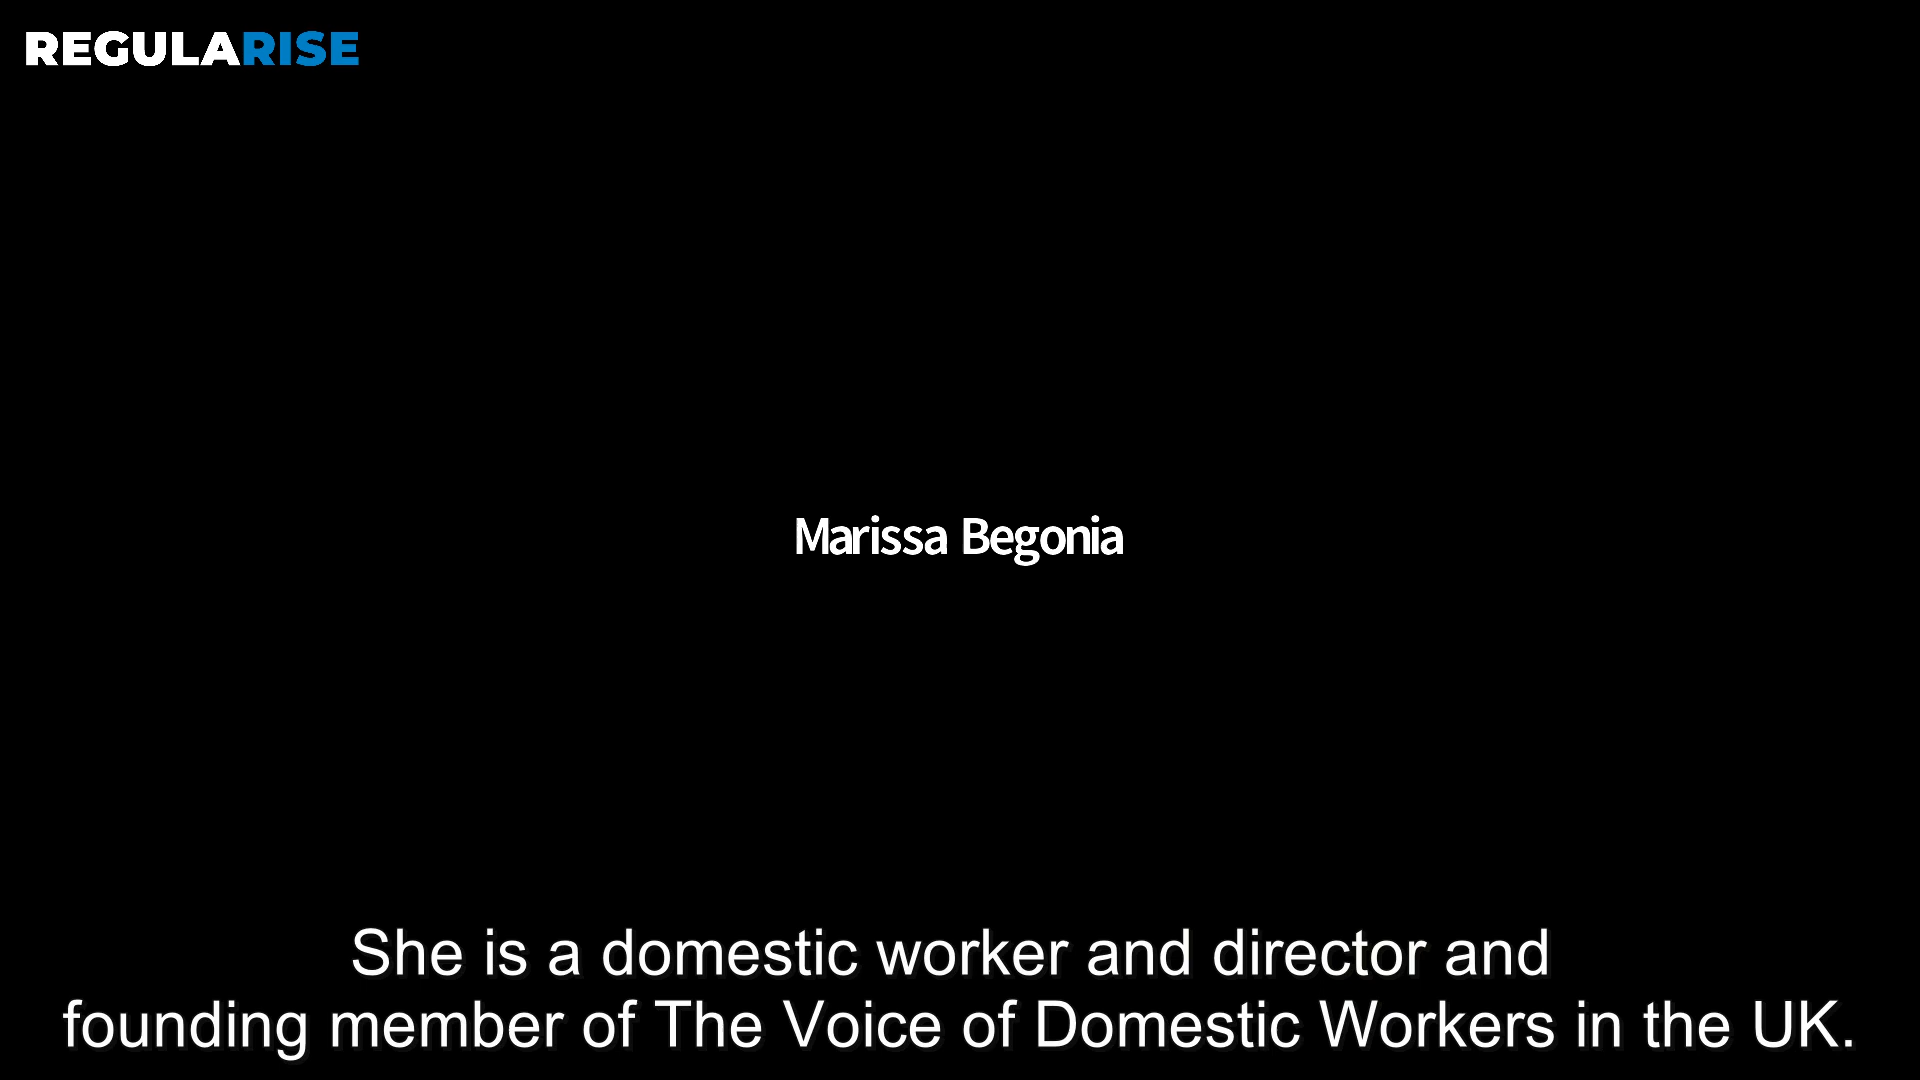 REGULARISE
Marissa Begonia
She is a domestic worker and director and
founding member of The Voice of Domestic Workers in the UK.